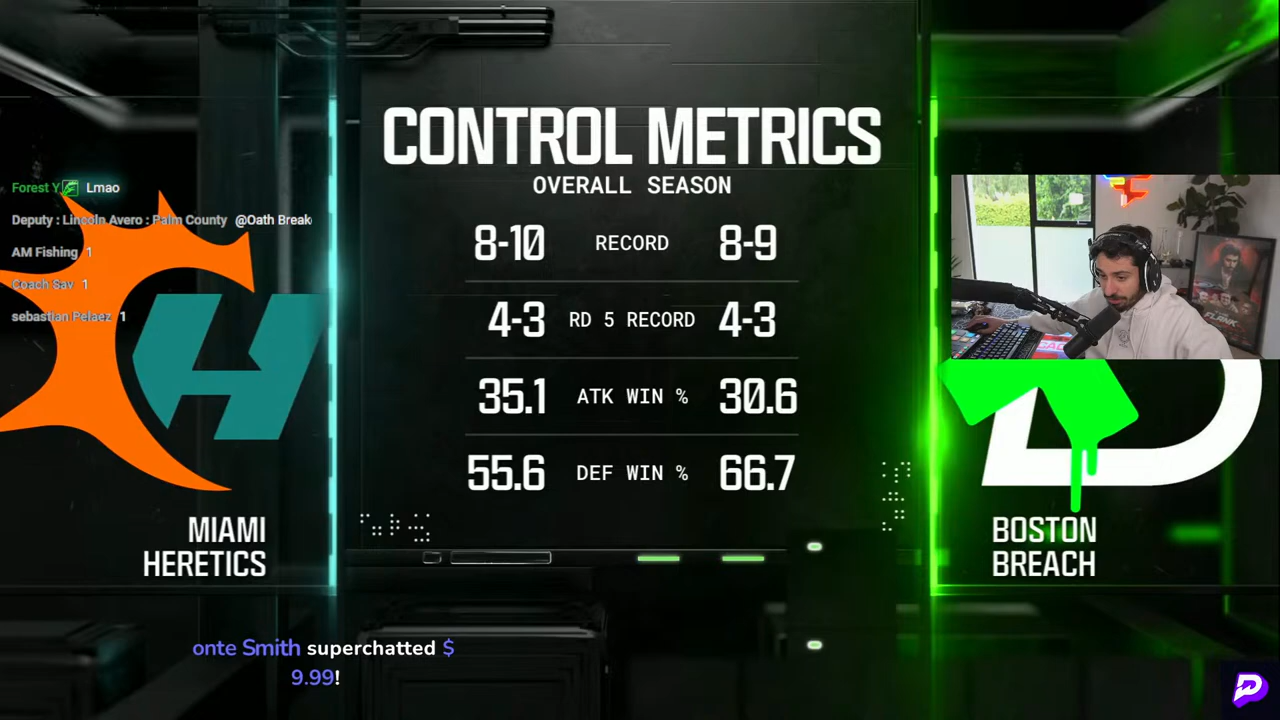 CONTROL METRICS
OVERALL SEASON
8-10 RECORD 8-9
4-3 RD 5 RECORD 4-3
35.1 ATK WIN % 30.6
55.6 DEF WIN % 66.7
Forest Y Lmao
Deputy : Lincoln Avero : Palm County @Oath Break
AM Fishing 1
Coach Sav 1
sebastian Pelaez 1
MIAMI
HERETICS
BOSTON
BREACH
onte Smith superchatted $
9.99!
FLANK